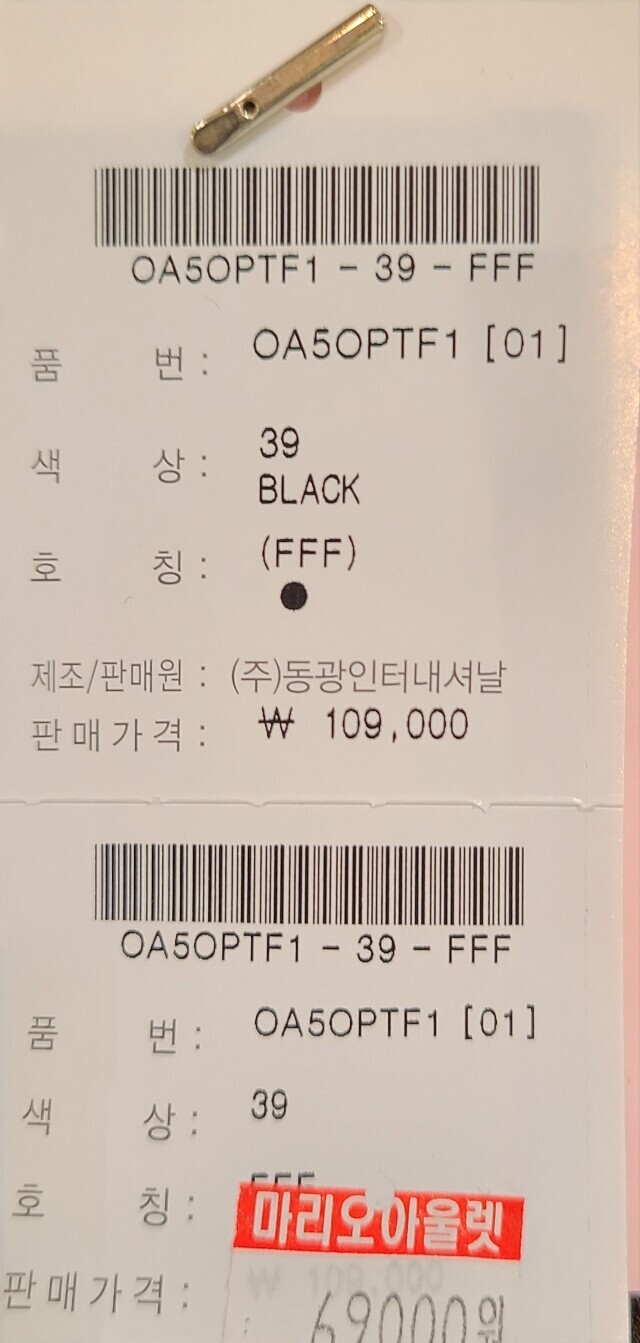 OA5OPTF1 - 39 - FFF
품 번 : OA5OPTF1 [01]
색 상 : 39
BLACK
호 칭 : (FFF)
제조/판매원 : (주)동광인터내셔날
판매가격 : ₩ 109,000
OA5OPTF1 - 39 - FFF
품 번 : OA5OPTF1 [01]
색 상 : 39
호 칭 : FFF
마리오아울렛
판매가격 : ₩ 109,000
69000원